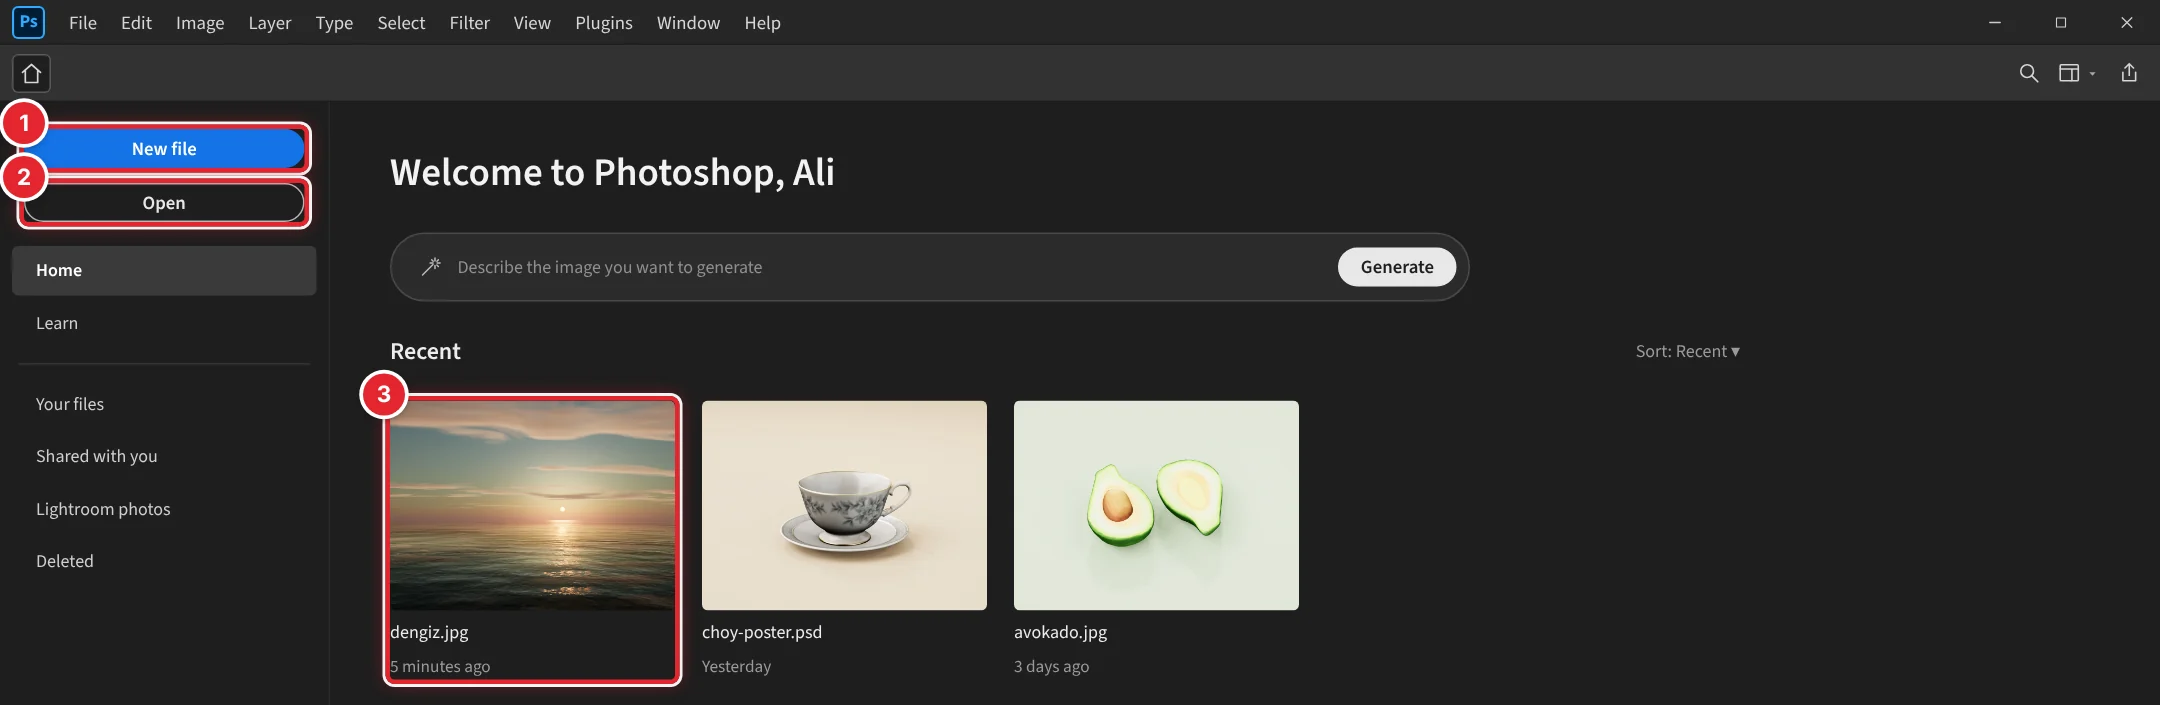 Ps File Edit Image Layer Type Select Filter View Plugins Window Help
1
New file
2
Open
Home
Learn
Your files
Shared with you
Lightroom photos
Deleted
Welcome to Photoshop, Ali
Describe the image you want to generate
Generate
Recent
Sort: Recent ▾
3
dengiz.jpg
5 minutes ago
choy-poster.psd
Yesterday
avokado.jpg
3 days ago